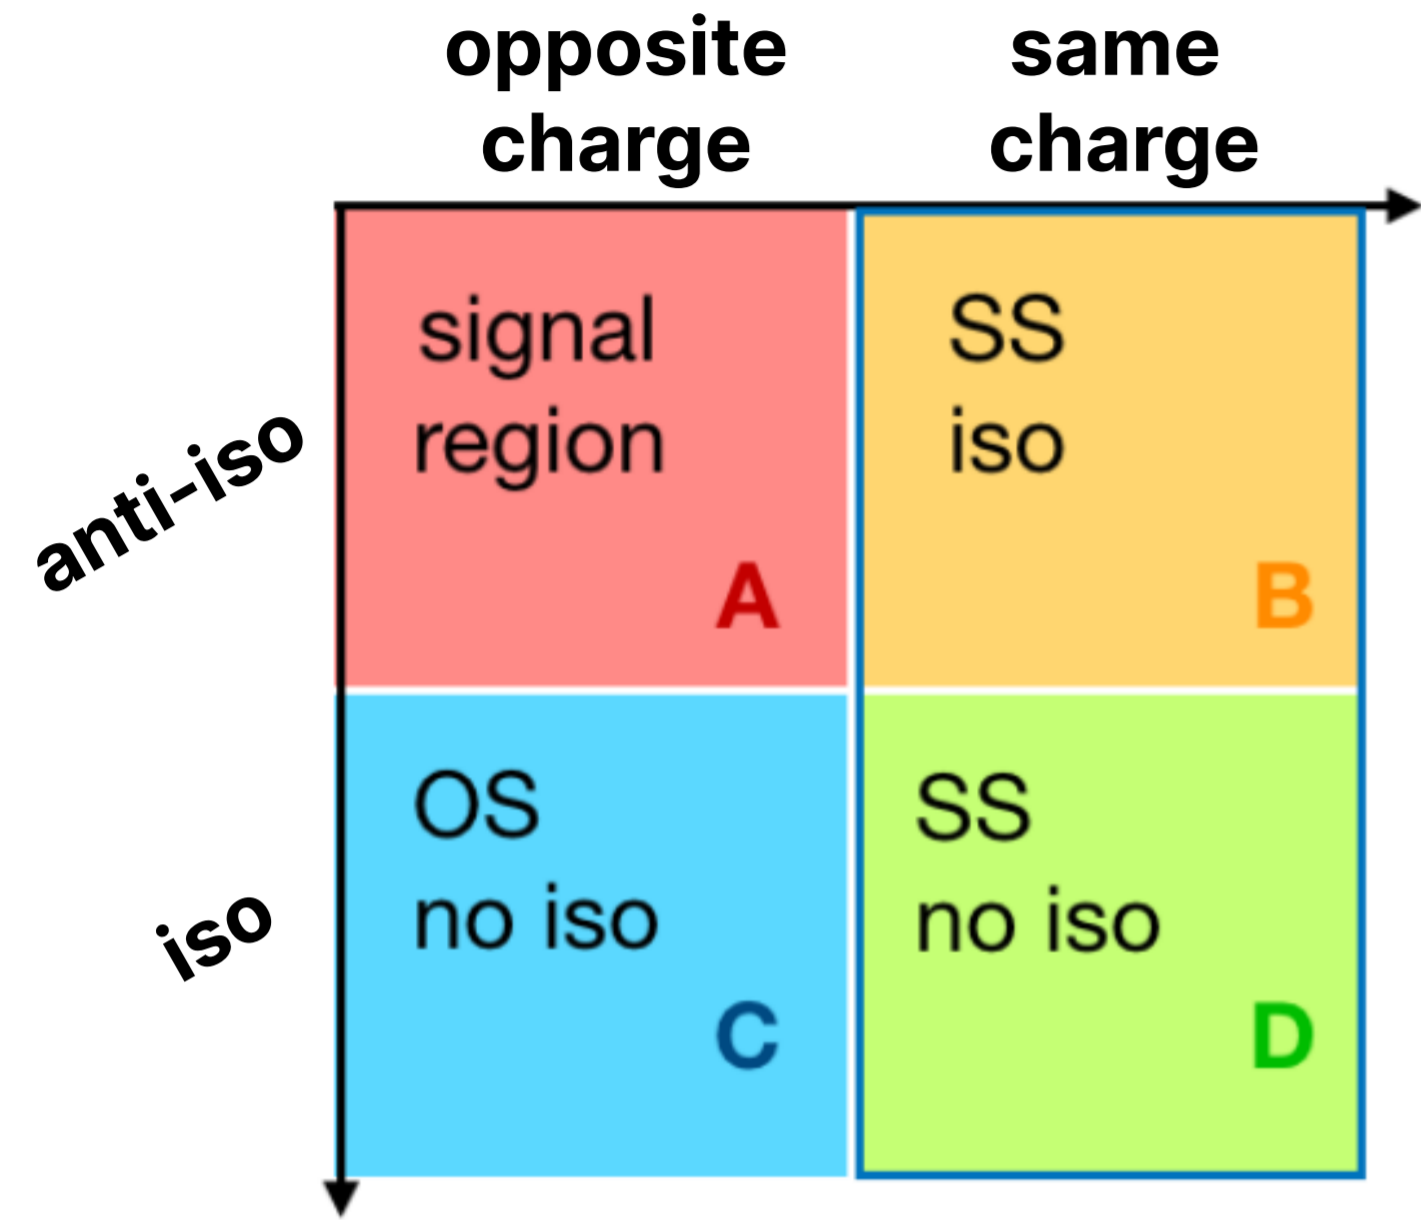 opposite
charge
same
charge
anti-iso
signal
region
A
SS
iso
B
iso
OS
no iso
C
SS
no iso
D